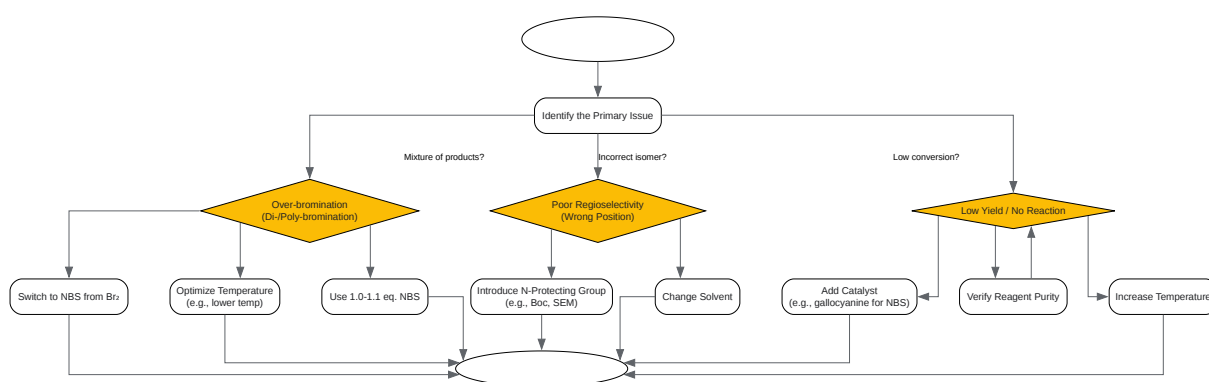 Identify the Primary Issue
Mixture of products?
Incorrect isomer?
Low conversion?
Over-bromination
(Di-/Poly-bromination)
Poor Regioselectivity
(Wrong Position)
Low Yield / No Reaction
Switch to NBS from Br₂
Optimize Temperature
(e.g., lower temp)
Use 1.0-1.1 eq. NBS
Introduce N-Protecting Group
(e.g., Boc, SEM)
Change Solvent
Add Catalyst
(e.g., gallocyanine for NBS)
Verify Reagent Purity
Increase Temperature